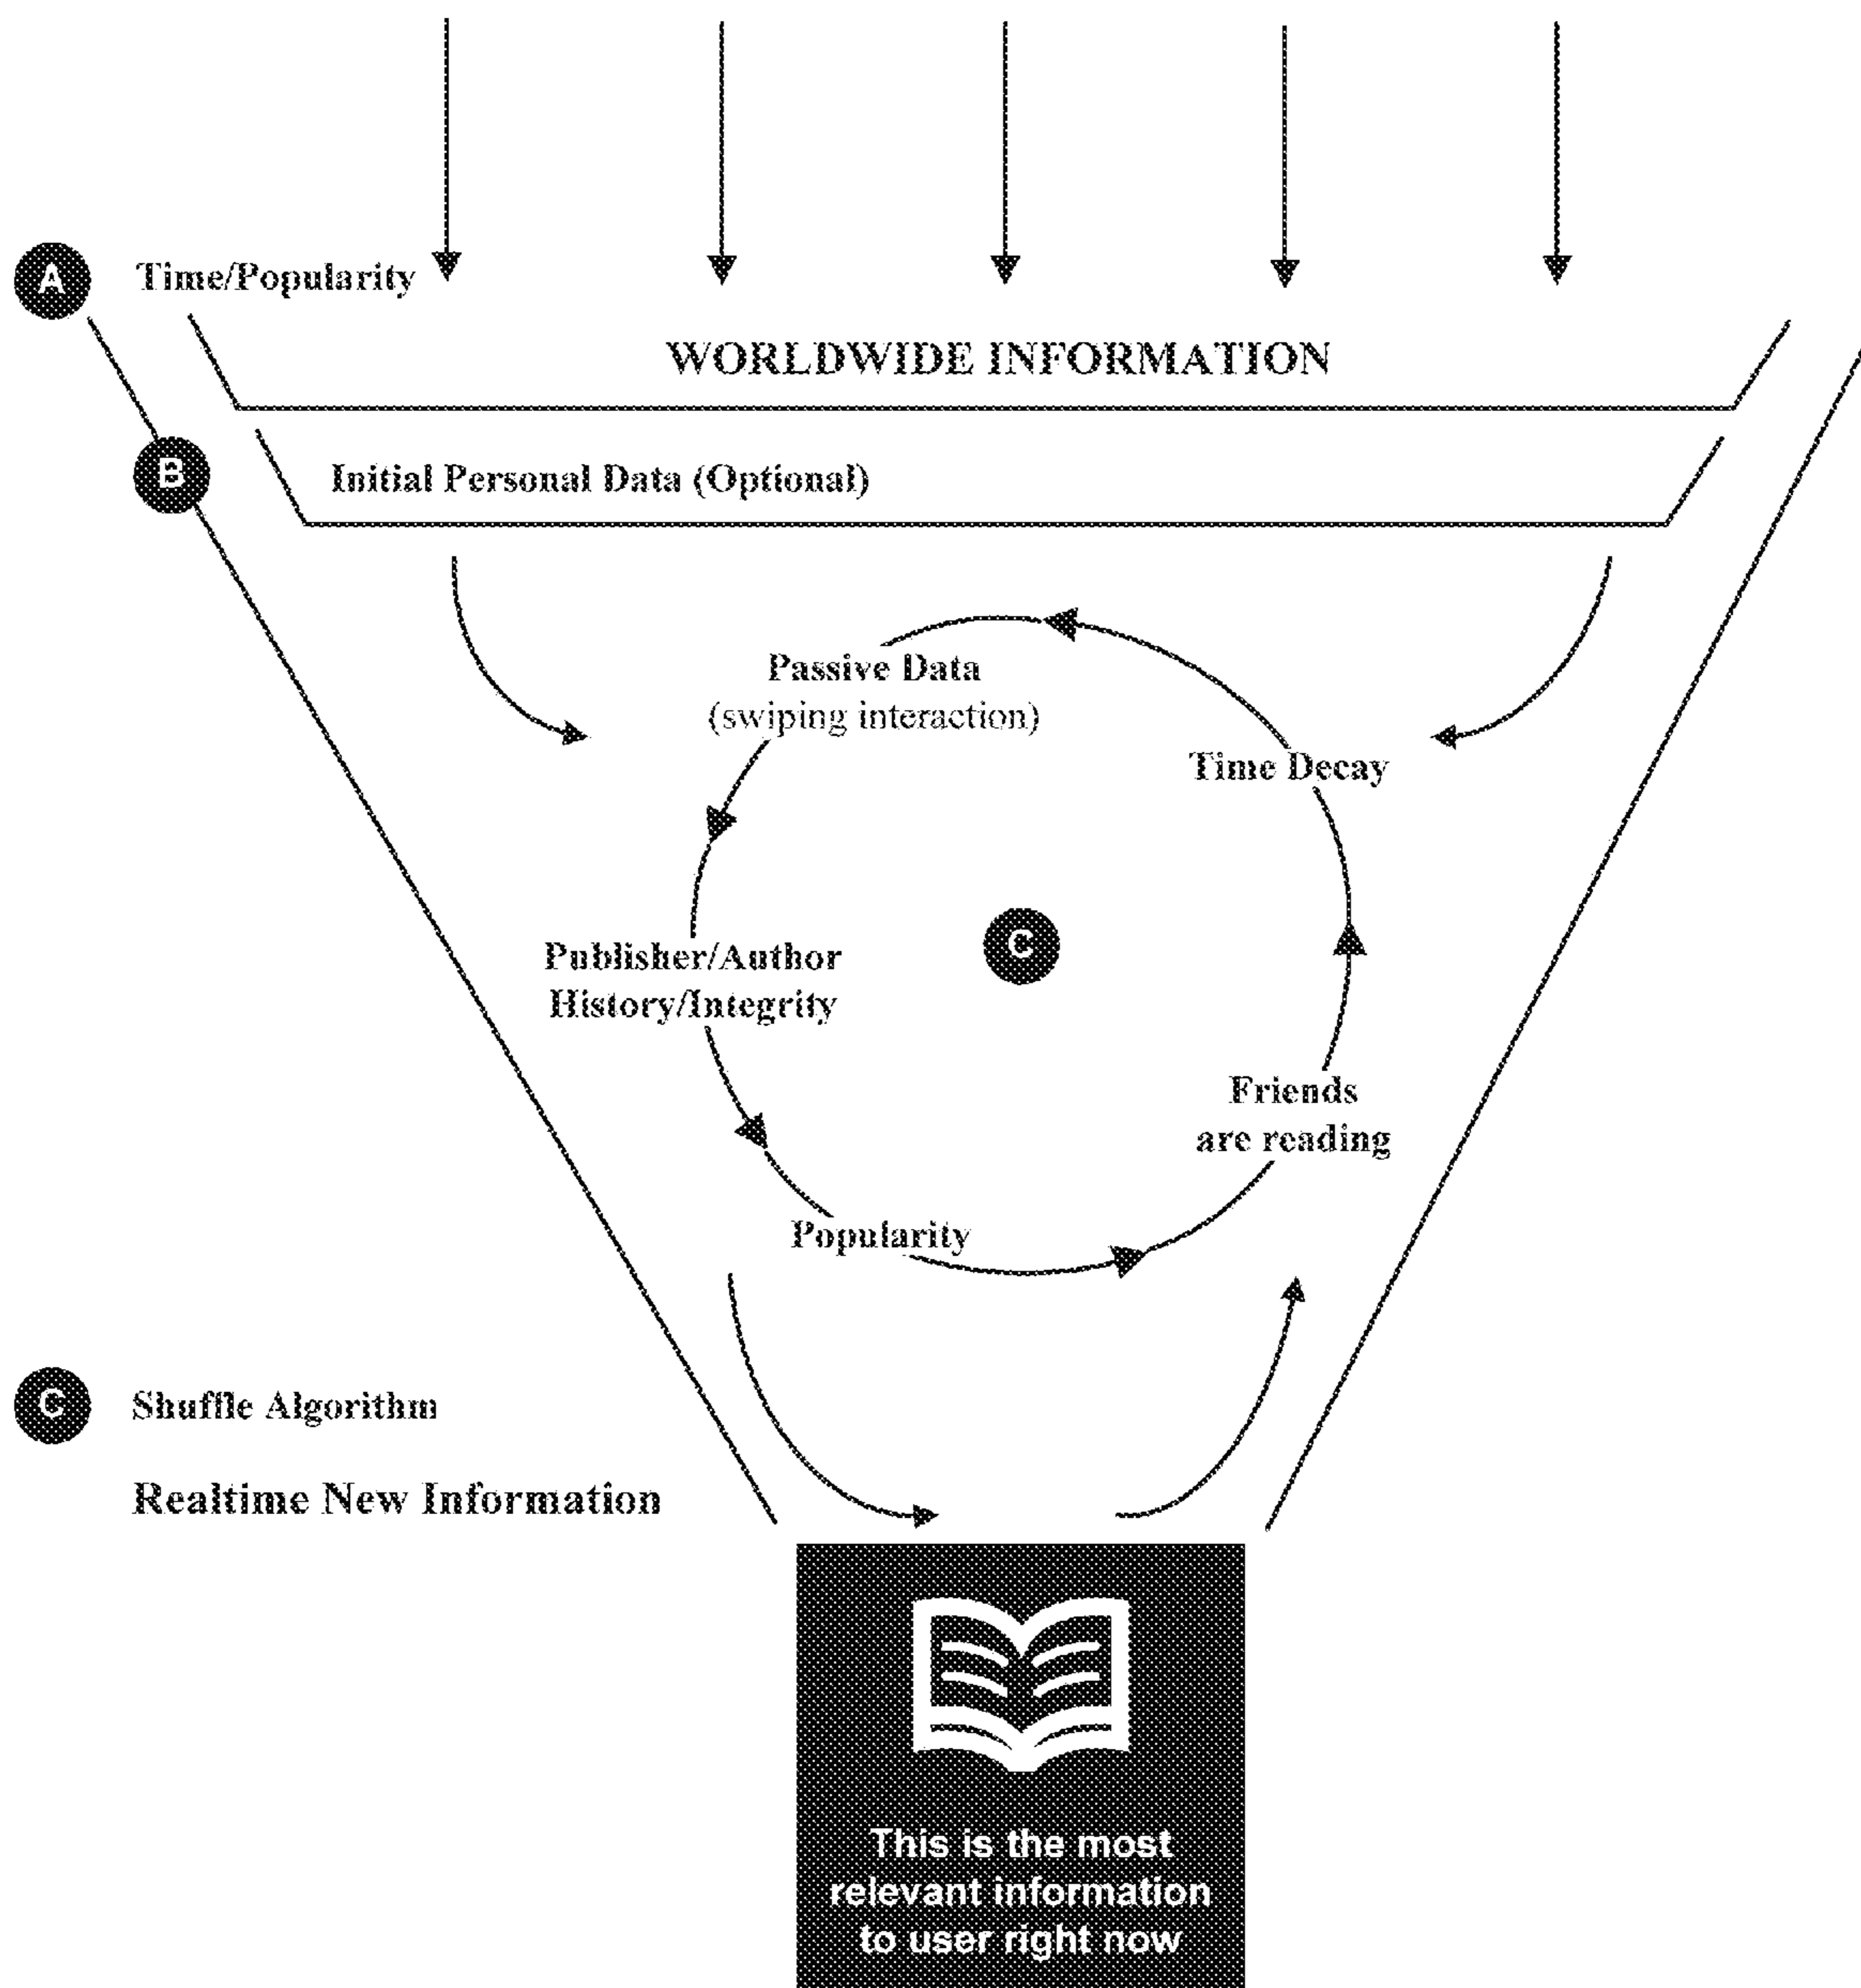 A Time/Popularity
WORLDWIDE INFORMATION
B Initial Personal Data (Optional)
Passive Data
(swiping interaction)
Time Decay
C
Publisher/Author
History/Integrity
Friends
are reading
Popularity
C Shuffle Algorithm
Realtime New Information
This is the most
relevant information
to user right now